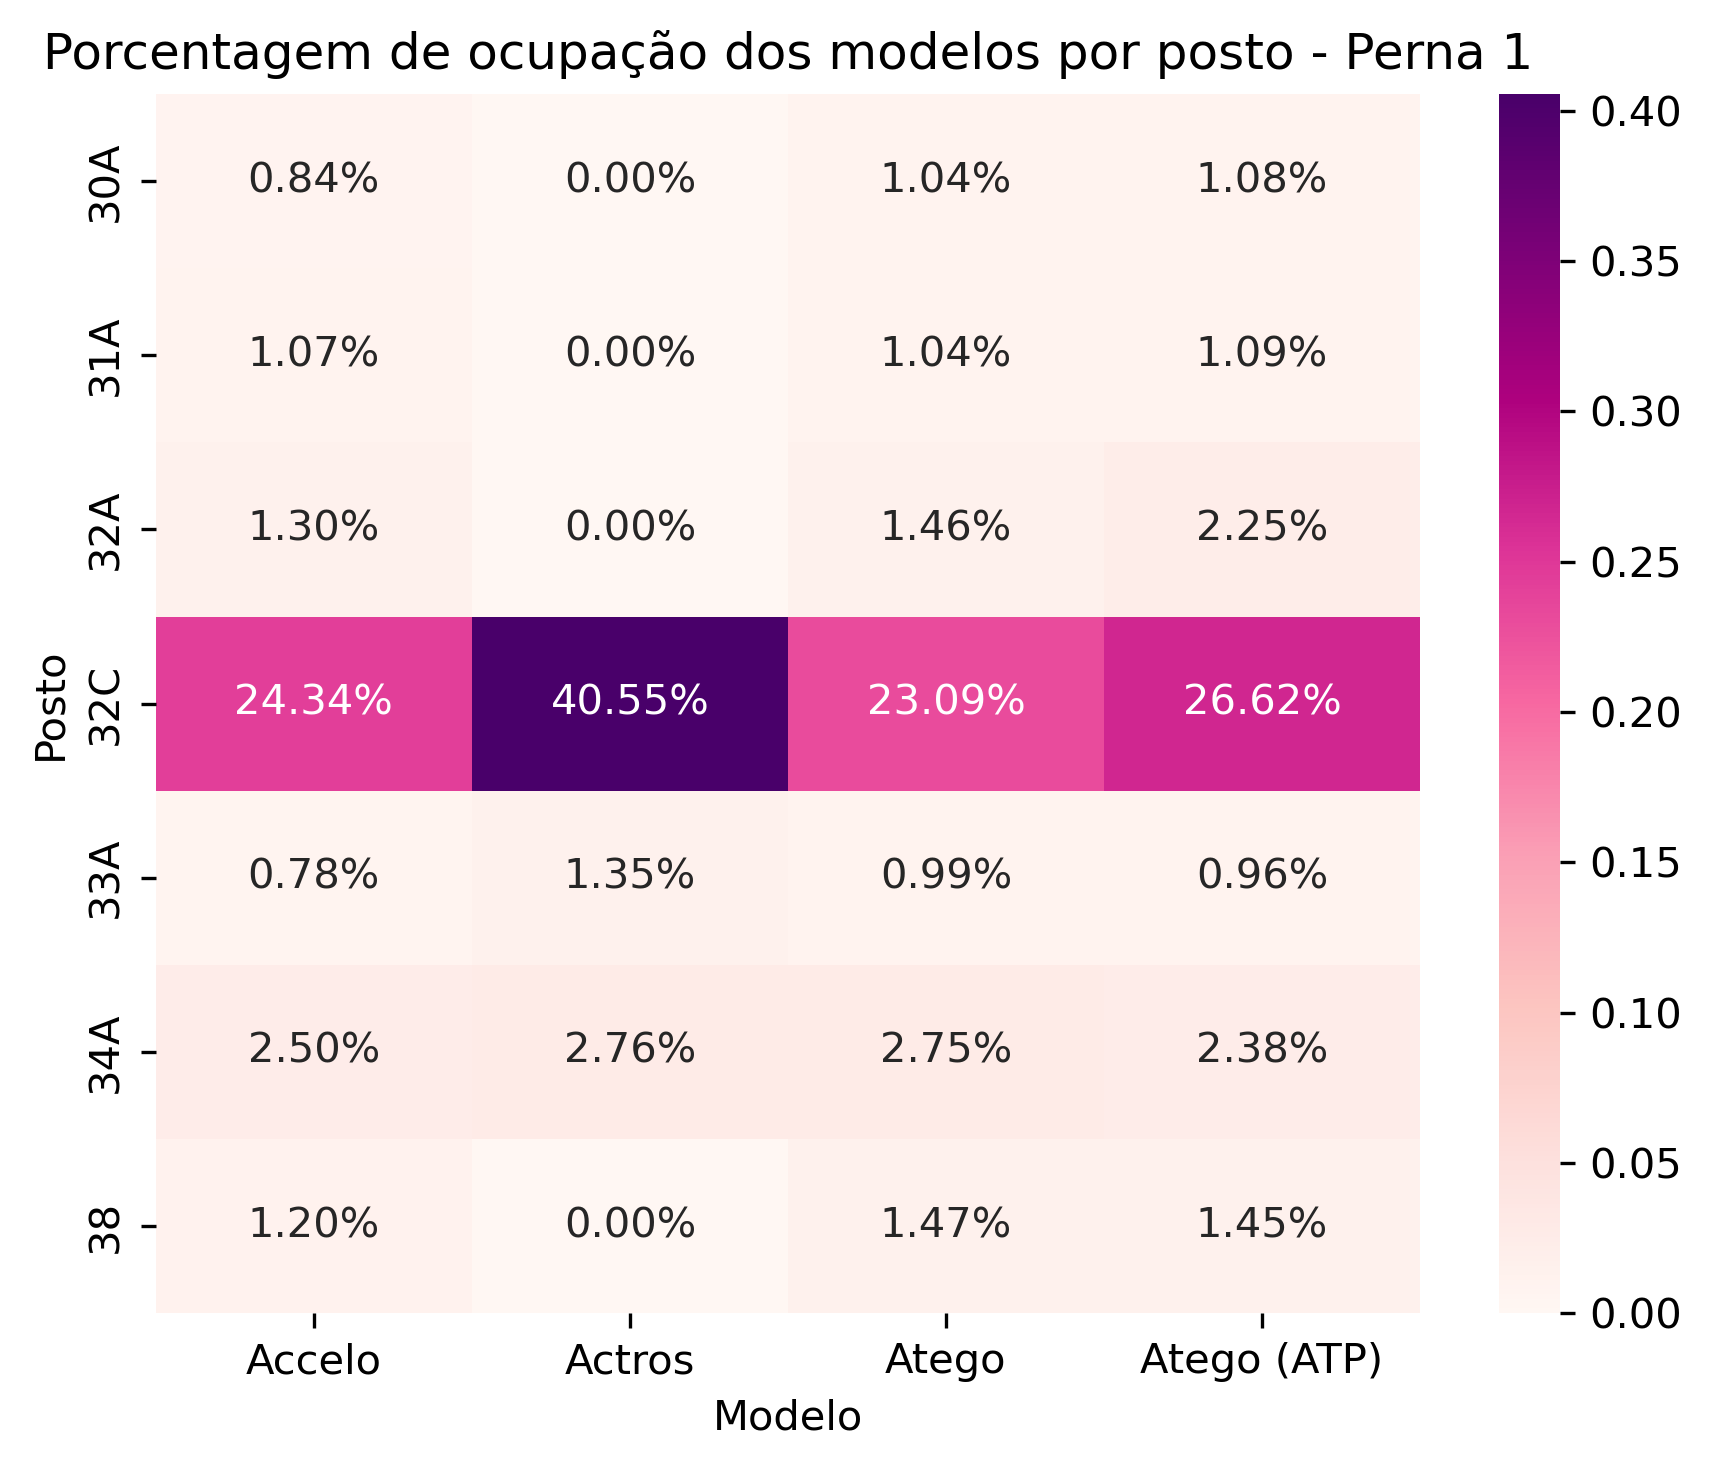 Porcentagem de ocupação dos modelos por posto - Perna 1
30A 0.84% 0.00% 1.04% 1.08%
31A 1.07% 0.00% 1.04% 1.09%
32A 1.30% 0.00% 1.46% 2.25%
32C 24.34% 40.55% 23.09% 26.62%
33A 0.78% 1.35% 0.99% 0.96%
34A 2.50% 2.76% 2.75% 2.38%
38 1.20% 0.00% 1.47% 1.45%
Posto
Accelo Actros Atego Atego (ATP)
Modelo
0.40
0.35
0.30
0.25
0.20
0.15
0.10
0.05
0.00